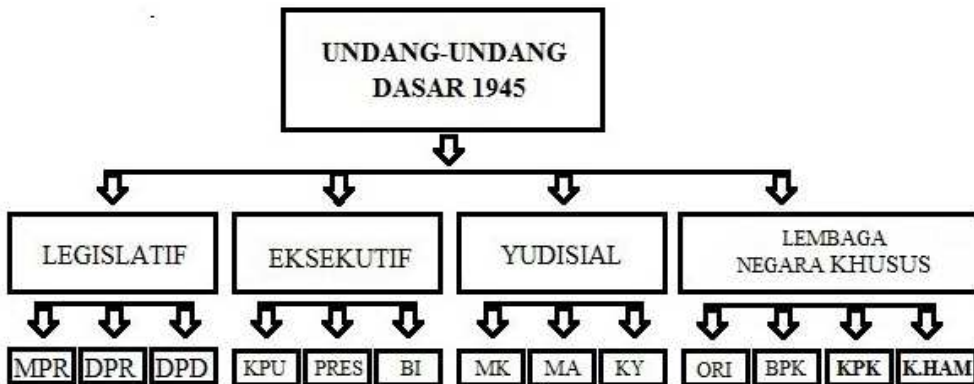 UNDANG-UNDANG
DASAR 1945
LEGISLATIF
EKSEKUTIF
YUDISIAL
LEMBAGA
NEGARA KHUSUS
MPR DPR DPD
KPU PRES BI
MK MA KY
ORI BPK KPK K.HAM